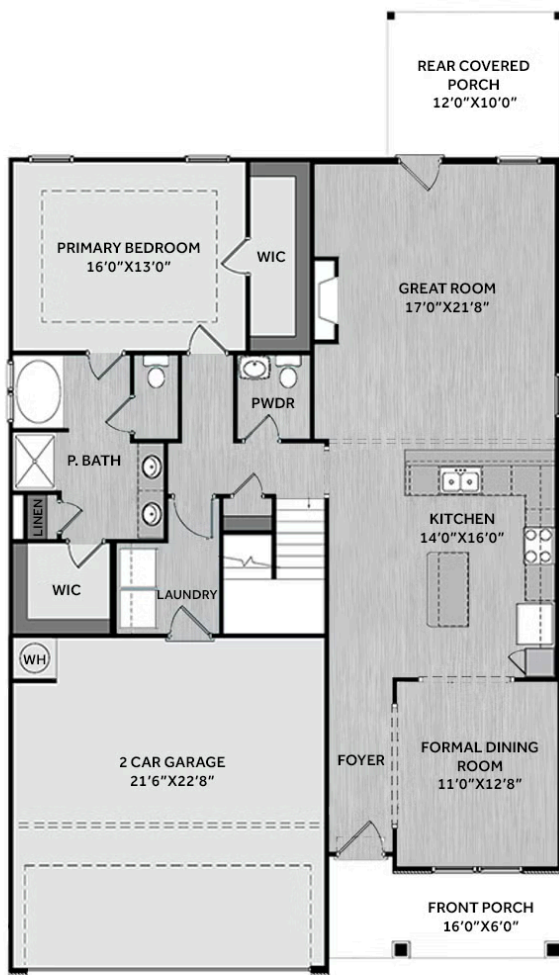 REAR COVERED
PORCH
12'0"X10'0"
PRIMARY BEDROOM
16'0"X13'0"
WIC
GREAT ROOM
17'0"X21'8"
PWDR
P. BATH
LINEN
KITCHEN
14'0"X16'0"
WIC
LAUNDRY
WH
2 CAR GARAGE
21'6"X22'8"
FOYER
FORMAL DINING
ROOM
11'0"X12'8"
FRONT PORCH
16'0"X6'0"